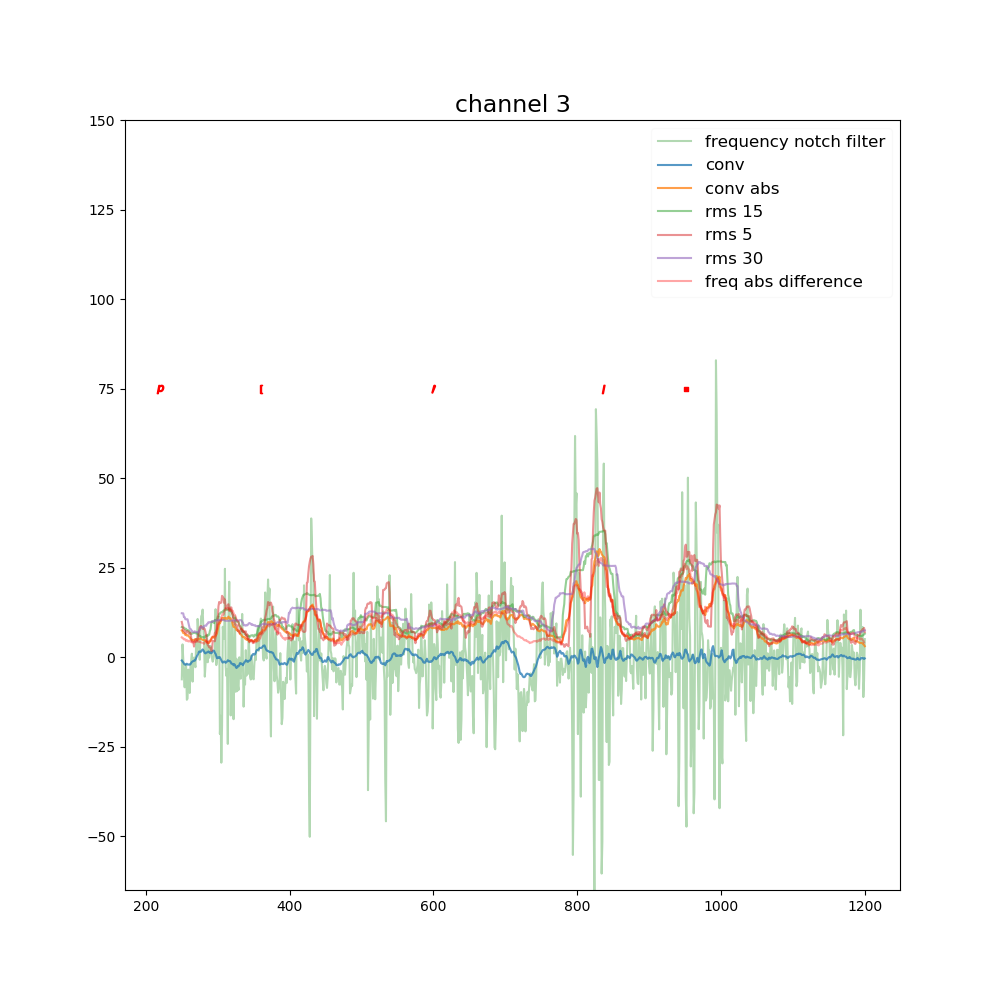 channel 3
150
125
100
75
50
25
0
−25
−50
200 400 600 800 1000 1200
frequency notch filter
conv
conv abs
rms 15
rms 5
rms 30
freq abs difference
p